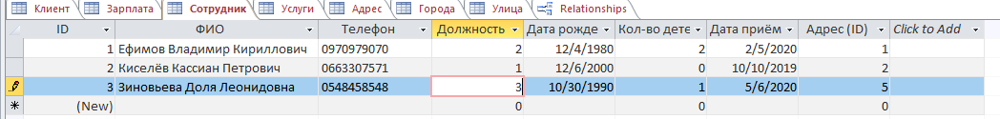 Клиент Зарплата Сотрудник Услуги Адрес Города Улица Relationships
ID ФИО Телефон Должность Дата рожде Кол-во дете Дата приём Адрес (ID) Click to Add
1 Ефимов Владимир Кириллович 0970979070 2 12/4/1980 2 2/5/2020 1
2 Киселёв Кассиан Петрович 0663307571 1 12/6/2000 0 10/10/2019 2
3 Зиновьева Доля Леонидовна 0548458548 3 10/30/1990 1 5/6/2020 5
(New) 0 0 0